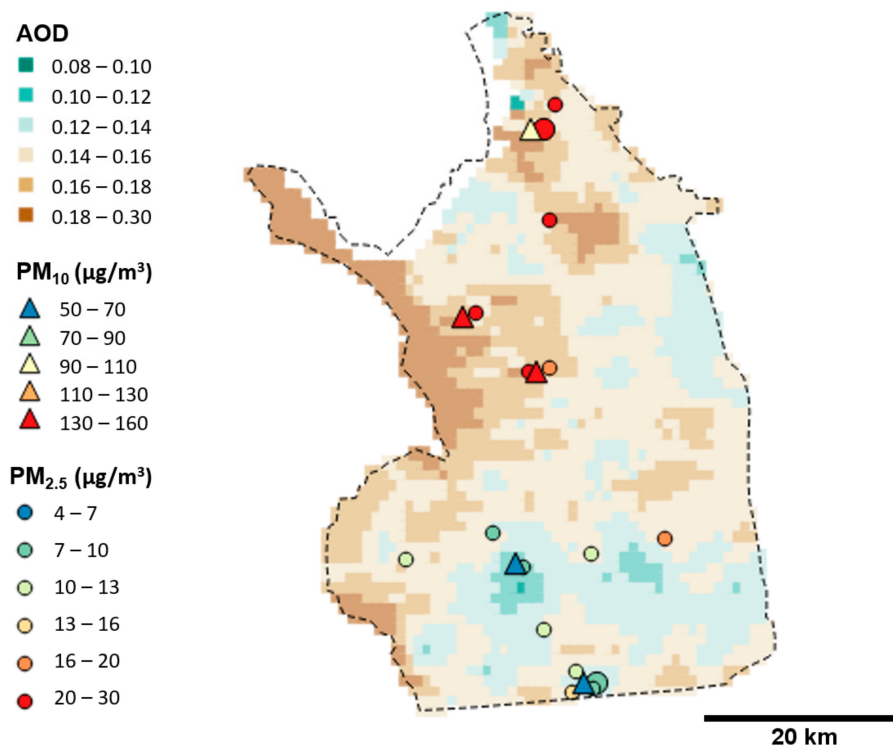 AOD
0.08 – 0.10
0.10 – 0.12
0.12 – 0.14
0.14 – 0.16
0.16 – 0.18
0.18 – 0.30
PM₁₀ (µg/m³)
50 – 70
70 – 90
90 – 110
110 – 130
130 – 160
PM₂.₅ (µg/m³)
4 – 7
7 – 10
10 – 13
13 – 16
16 – 20
20 – 30
20 km